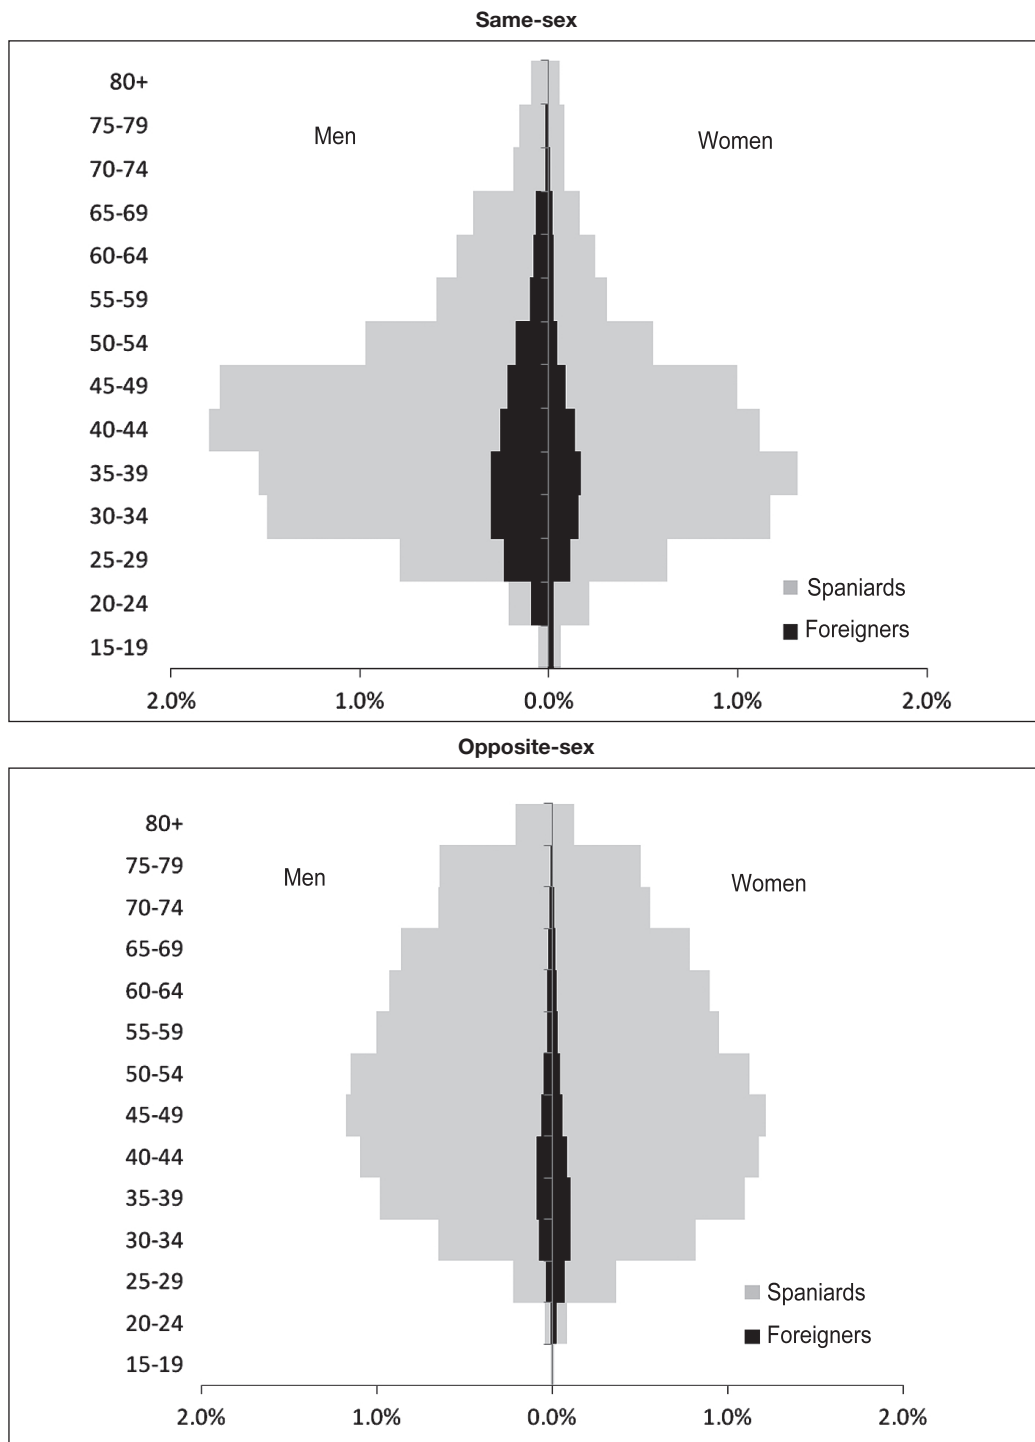 Same-sex
80+
75-79
Men
Women
70-74
65-69
60-64
55-59
50-54
45-49
40-44
35-39
30-34
25-29
Spaniards
20-24
Foreigners
15-19
2.0% 1.0% 0.0% 1.0% 2.0%
Opposite-sex
80+
75-79
Men
Women
70-74
65-69
60-64
55-59
50-54
45-49
40-44
35-39
30-34
25-29
Spaniards
20-24
Foreigners
15-19
2.0% 1.0% 0.0% 1.0% 2.0%